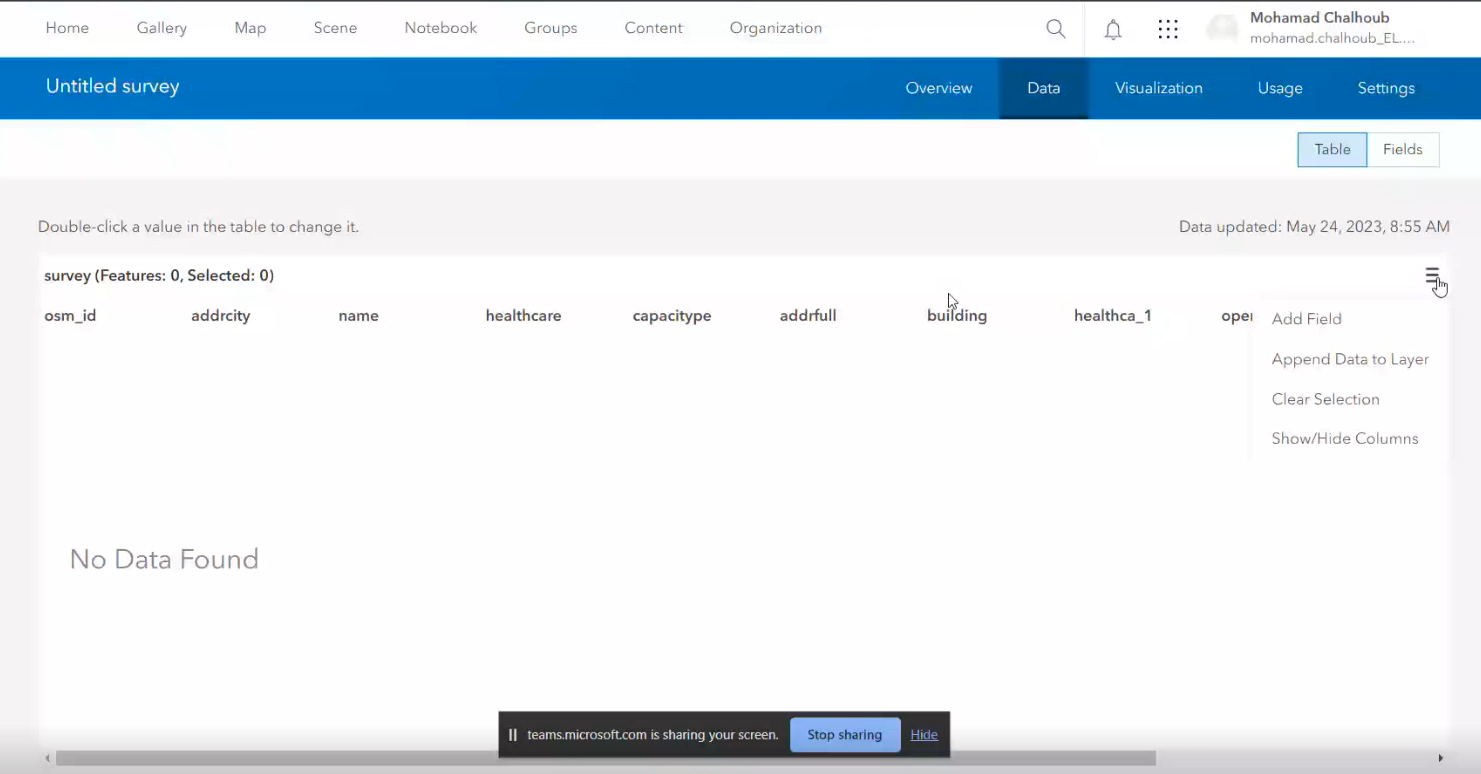 Home Gallery Map Scene Notebook Groups Content Organization
Mohamad Chalhoub
mohamad.chalhoub_EL....
Untitled survey
Overview Data Visualization Usage Settings
Table Fields
Double-click a value in the table to change it.
Data updated: May 24, 2023, 8:55 AM
survey (Features: 0, Selected: 0)
osm_id addrcity name healthcare capacitype addrfull building healthca_1 oper
Add Field
Append Data to Layer
Clear Selection
Show/Hide Columns
No Data Found
teams.microsoft.com is sharing your screen. Stop sharing Hide